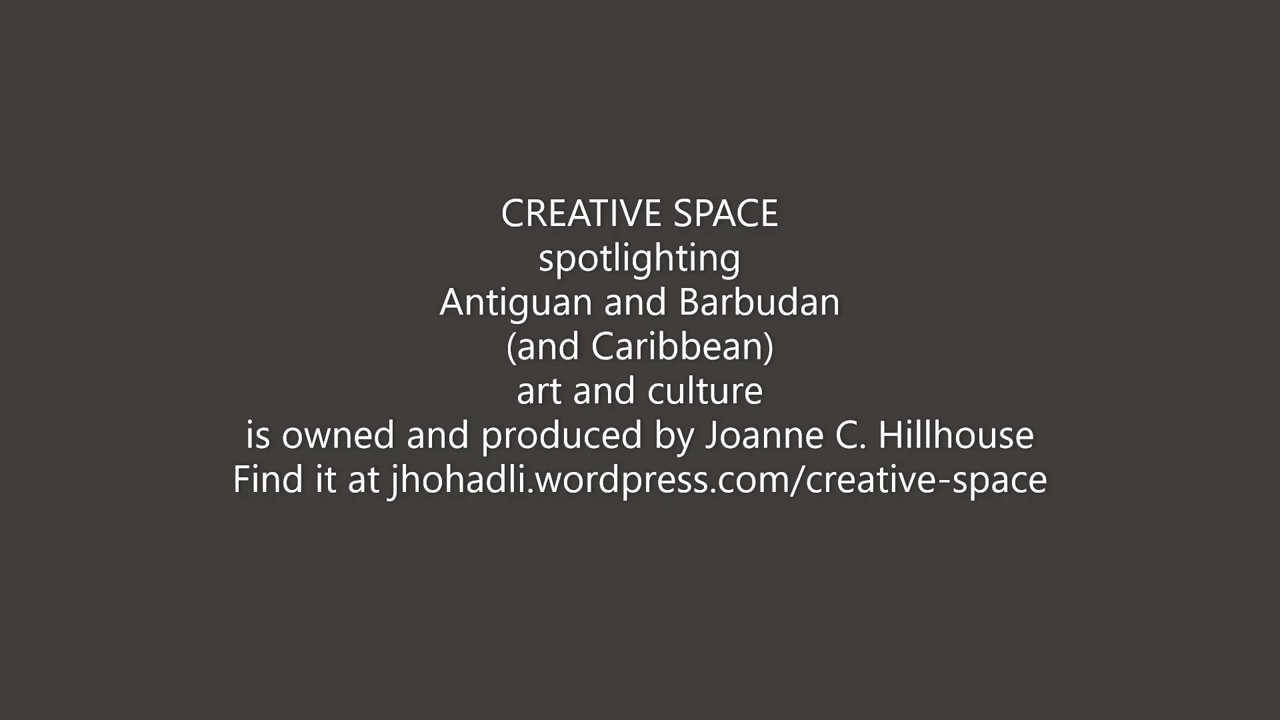 CREATIVE SPACE
spotlighting
Antiguan and Barbudan
(and Caribbean)
art and culture
is owned and produced by Joanne C. Hillhouse
Find it at jhohadli.wordpress.com/creative-space